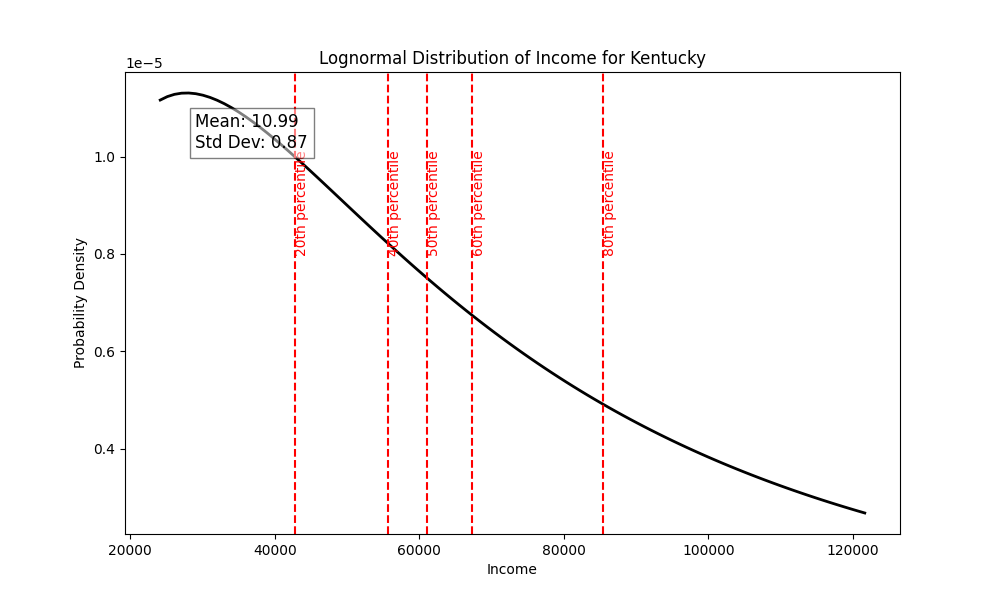 Lognormal Distribution of Income for Kentucky
1e−5
Mean: 10.99
Std Dev: 0.87
20th percentile
40th percentile
50th percentile
60th percentile
80th percentile
1.0
0.8
0.6
0.4
Probability Density
20000
40000
60000
80000
100000
120000
Income